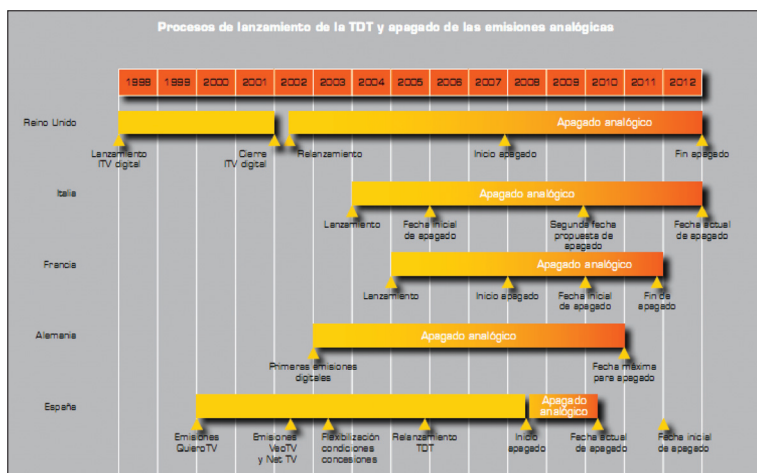 Procesos de lanzamiento de la TDT y apagado de las emisiones analógicas
1998 1999 2000 2001 2002 2003 2004 2005 2006 2007 2008 2009 2010 2011 2012
Reino Unido
Apagado analógico
Lanzamiento
ITV digital
Cierre
ITV digital
Relanzamiento
Inicio apagado
Fin apagado
Italia
Apagado analógico
Lanzamiento
Fecha inicial
de apagado
Segunda fecha
propuesta de
apagado
Fecha actual
de apagado
Francia
Apagado analógico
Lanzamiento
Inicio apagado
Fecha inicial
de apagado
Fin de
apagado
Alemania
Apagado analógico
Primeras emisiones
digitales
Fecha máxima
para apagado
España
Apagado
analógico
Emisiones
QuieroTV
Emisiones
VeoTV
y Net TV
Flexibilización
condiciones
concesiones
Relanzamiento
TDT
Inicio
apagado
Fecha actual
de apagado
Fecha inicial
de apagado